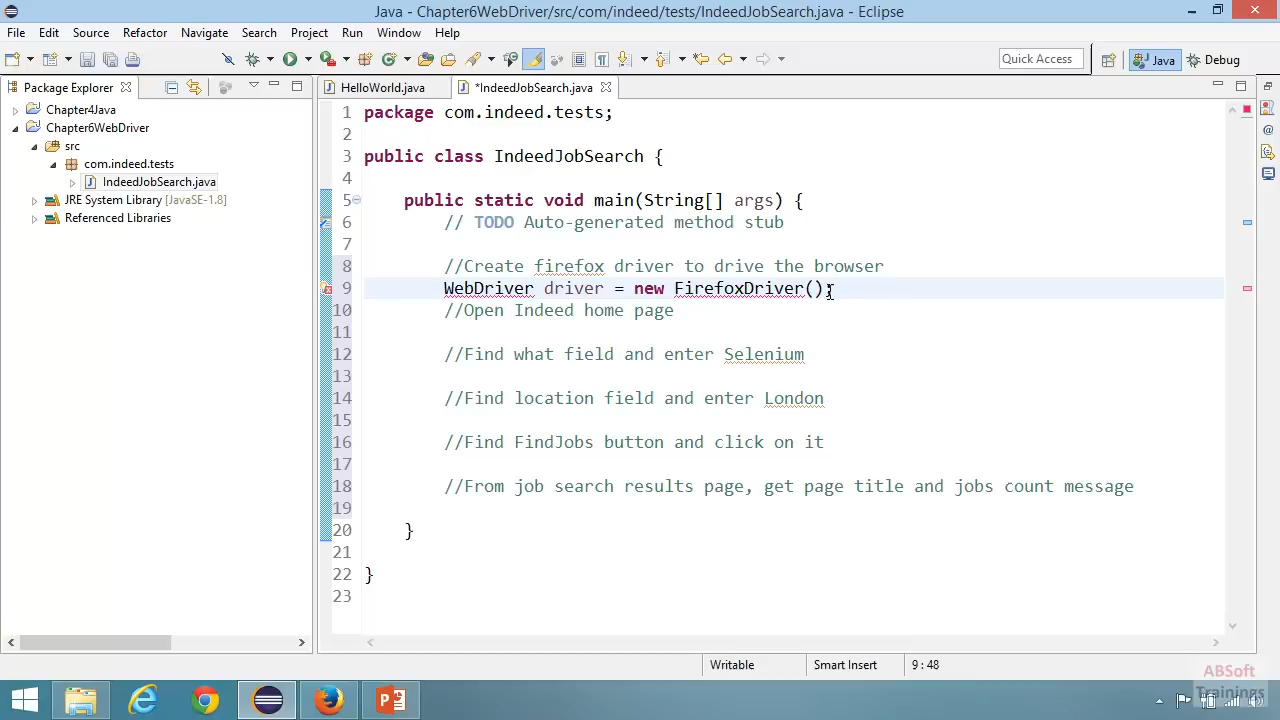 Java - Chapter6WebDriver/src/com/indeed/tests/IndeedJobSearch.java - Eclipse
File Edit Source Refactor Navigate Search Project Run Window Help
Quick Access Java Debug
Package Explorer HelloWorld.java *IndeedJobSearch.java
Chapter4Java
Chapter6WebDriver
src
com.indeed.tests
IndeedJobSearch.java
JRE System Library [JavaSE-1.8]
Referenced Libraries
1 package com.indeed.tests;
2
3 public class IndeedJobSearch {
4
5 public static void main(String[] args) {
6 // TODO Auto-generated method stub
7
8 //Create firefox driver to drive the browser
9 WebDriver driver = new FirefoxDriver();
10 //Open Indeed home page
11
12 //Find what field and enter Selenium
13
14 //Find location field and enter London
15
16 //Find FindJobs button and click on it
17
18 //From job search results page, get page title and jobs count message
19
20 }
21
22 }
23
Writable Smart Insert 9 : 48
ABSoft
Trainings